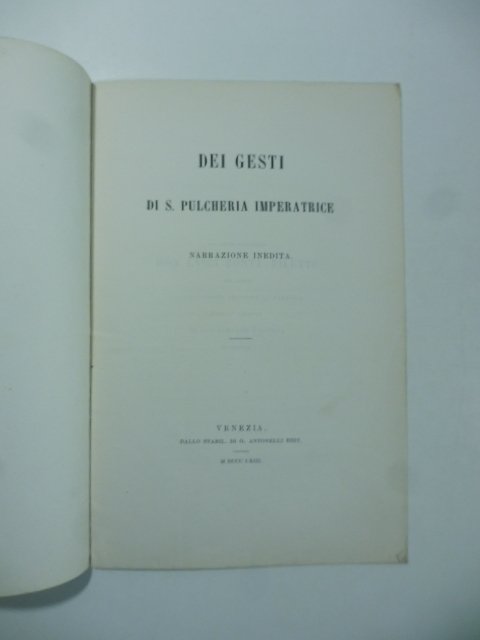 DEI GESTI
DI S. PULCHERIA IMPERATRICE
NARRAZIONE INEDITA.
VENEZIA,
DALLO STABIL. DI G. ANTONELLI EDIT.